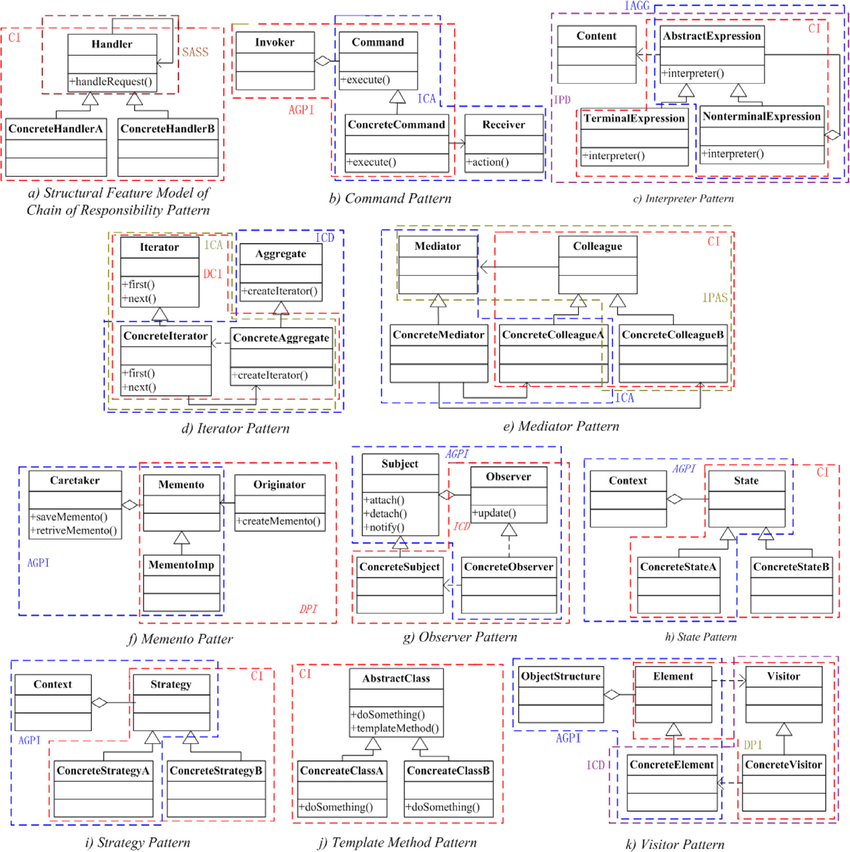 CI
Handler
+handleRequest()
SASS
ConcreteHandlerA
ConcreteHandlerB
a) Structural Feature Model of
Chain of Responsibility Pattern
Invoker
Command
+execute()
AGPI
ICA
ConcreteCommand
+execute()
Receiver
+action()
b) Command Pattern
IAGG
Content
AbstractExpression
+interpreter()
CI
IPD
TerminalExpression
+interpreter()
NonterminalExpression
+interpreter()
c) Interpreter Pattern
Iterator
+first()
+next()
ICA
DCI
ICD
Aggregate
+createIterator()
ConcreteIterator
+first()
+next()
ConcreteAggregate
+createIterator()
d) Iterator Pattern
Mediator
Colleague
CI
IPAS
ConcreteMediator
ConcreteColleagueA
ConcreteColleagueB
ICA
e) Mediator Pattern
Caretaker
+saveMemento()
+retriveMemento()
Memento
Originator
+createMemento()
AGPI
MementoImp
DPI
f) Memento Patter
AGPI
Subject
+attach()
+detach()
+notify()
Observer
+update()
ICD
ConcreteSubject
ConcreteObserver
g) Observer Pattern
AGPI
CI
Context
State
ConcreteStateA
ConcreteStateB
h) State Pattern
Context
Strategy
CI
AGPI
ConcreteStrategyA
ConcreteStrategyB
i) Strategy Pattern
CI
AbstractClass
+doSomething()
+templateMethod()
ConcreateClassA
+doSomething()
ConcreateClassB
+doSomething()
j) Template Method Pattern
ObjectStructure
Element
Visitor
AGPI
DPI
ICD
ConcreteElement
ConcreteVisitor
k) Visitor Pattern